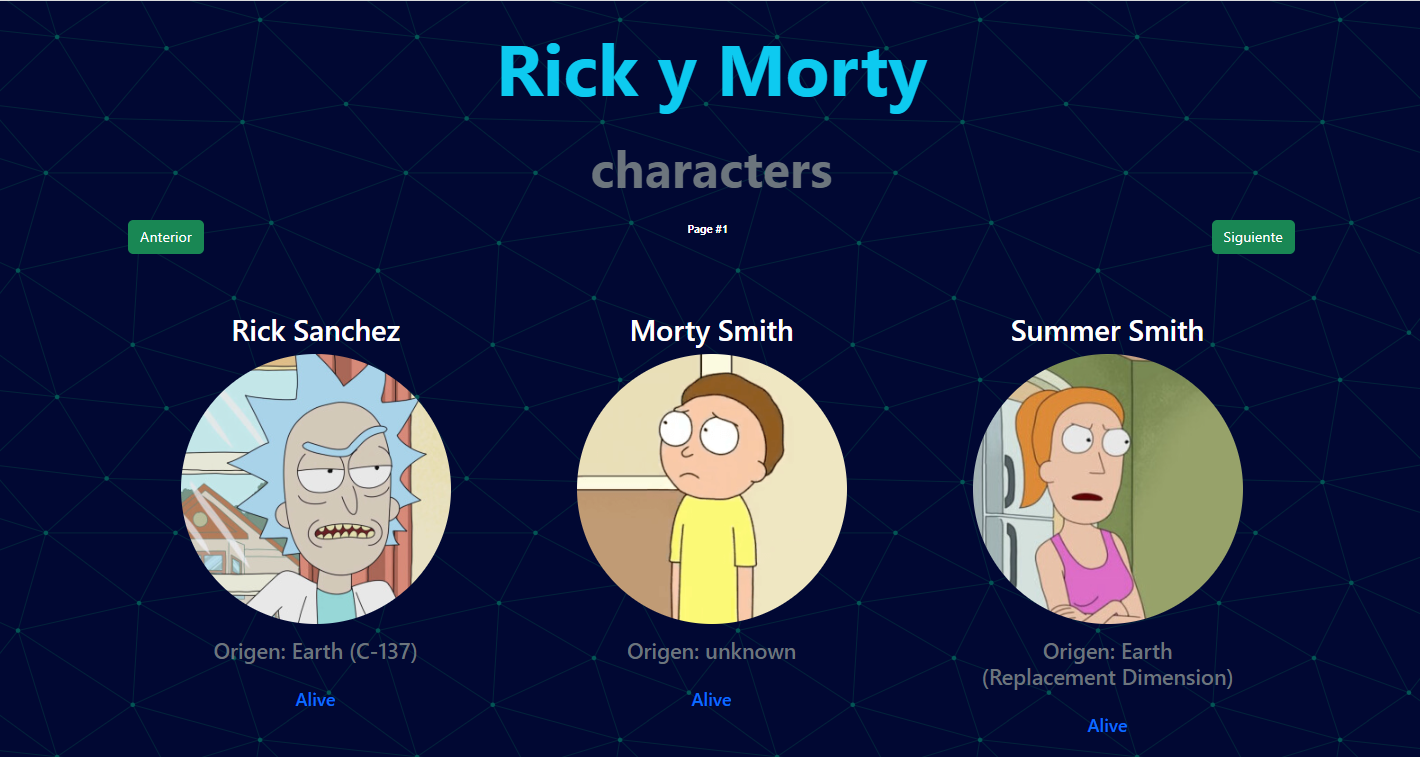 Rick y Morty
characters
Anterior
Page #1
Siguiente
Rick Sanchez
Morty Smith
Summer Smith
Origen: Earth (C-137)
Origen: unknown
Origen: Earth
(Replacement Dimension)
Alive
Alive
Alive